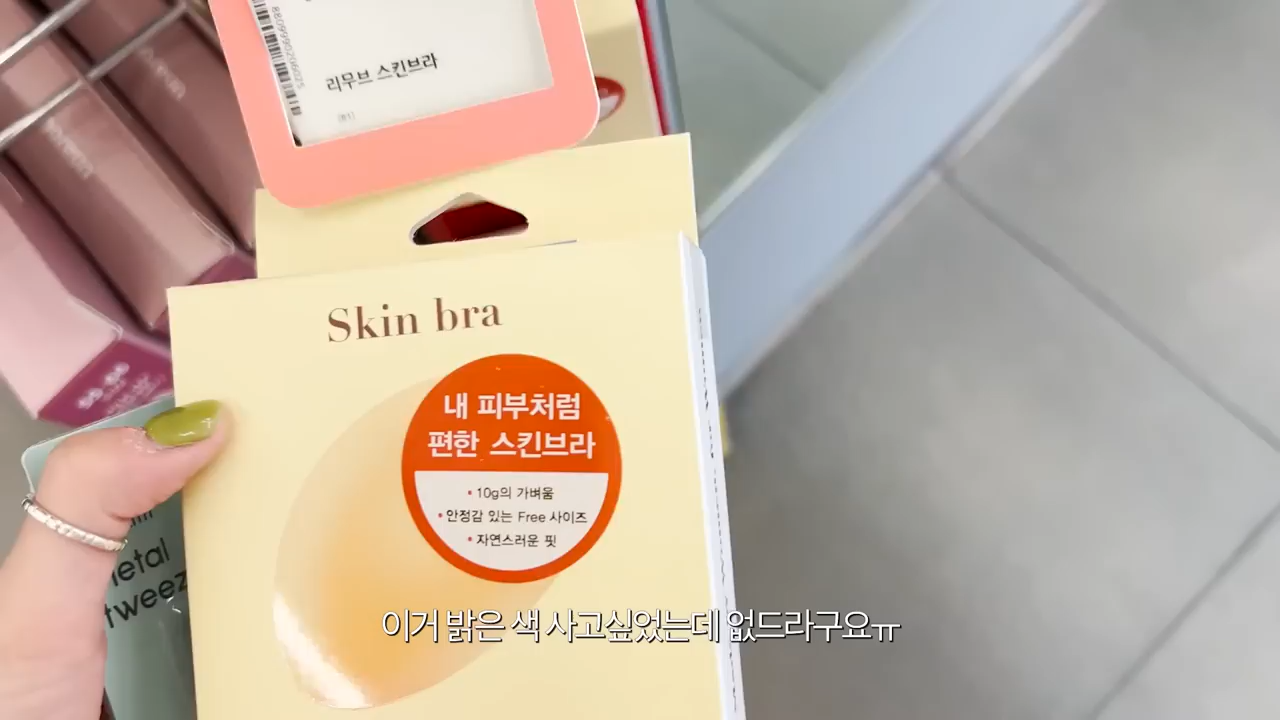 리무브 스킨브라
Skin bra
내 피부처럼
편한 스킨브라
• 10g의 가벼움
• 안정감 있는 Free 사이즈
• 자연스러운 핏
etal
tweez
이거 밝은 색 사고싶었는데 없드라구요ㅠ